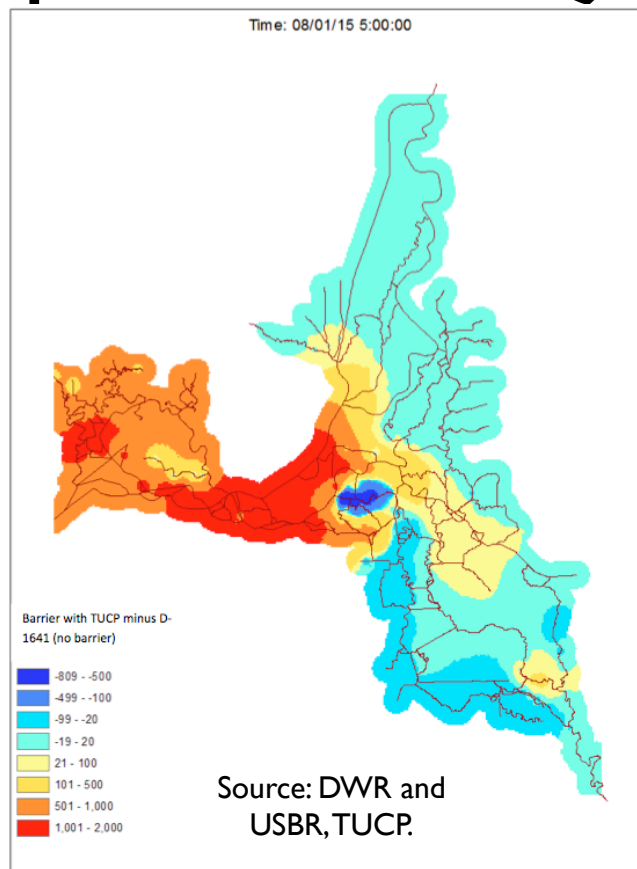 Time: 08/01/15 5:00:00
Barrier with TUCP minus D-
1641 (no barrier)
-809 - -500
-499 - -100
-99 - -20
-19 - 20
21 - 100
101 - 500
501 - 1,000
1,001 - 2,000
Source: DWR and
USBR, TUCP.